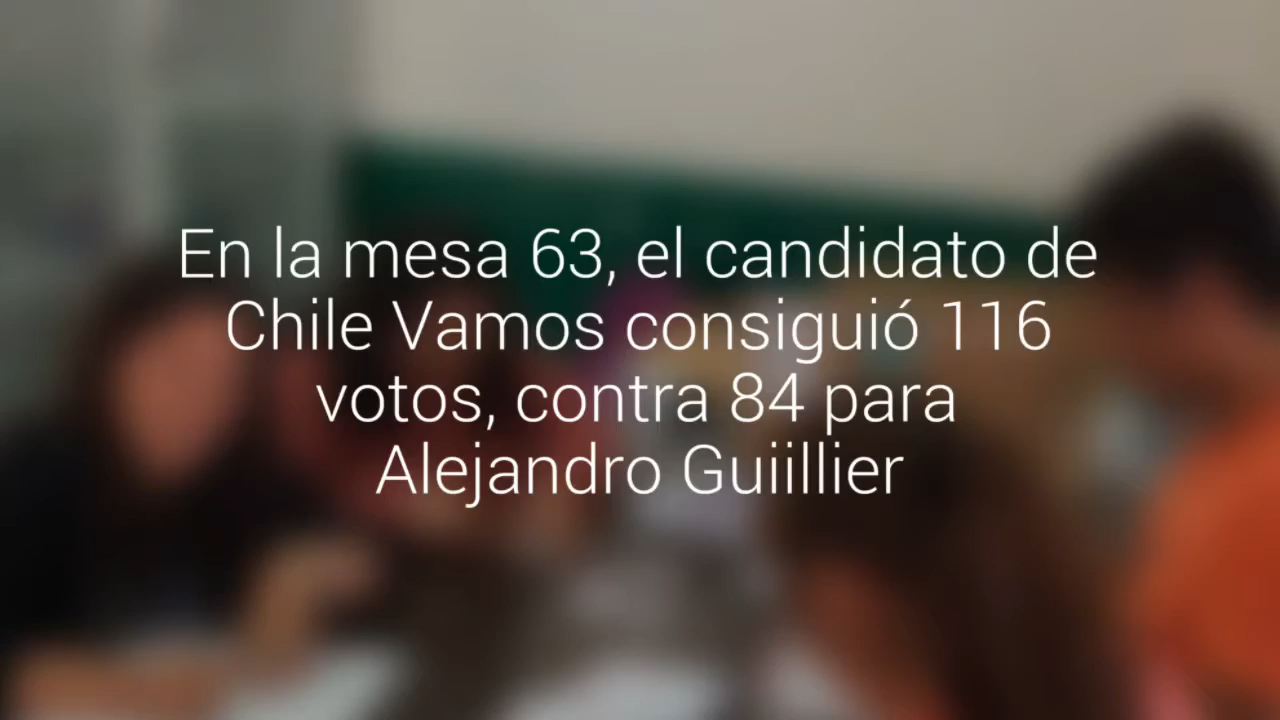 En la mesa 63, el candidato de
Chile Vamos consiguió 116
votos, contra 84 para
Alejandro Guiillier